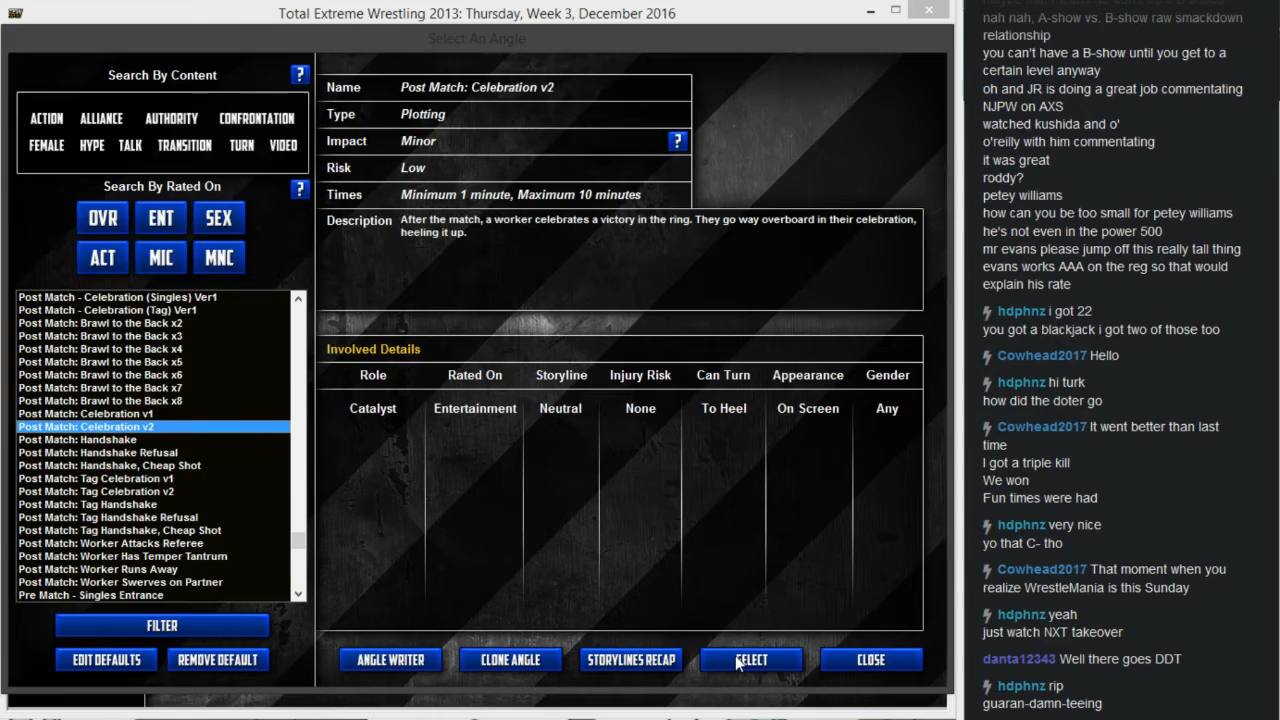 Total Extreme Wrestling 2013: Thursday, Week 3, December 2016
Select An Angle
Search By Content
?
ACTION ALLIANCE AUTHORITY CONFRONTATION
FEMALE HYPE TALK TRANSITION TURN VIDEO
Search By Rated On
?
OVR ENT SEX
ACT MIC MNC
Post Match - Celebration (Singles) Ver1
Post Match - Celebration (Tag) Ver1
Post Match: Brawl to the Back x2
Post Match: Brawl to the Back x3
Post Match: Brawl to the Back x4
Post Match: Brawl to the Back x5
Post Match: Brawl to the Back x6
Post Match: Brawl to the Back x7
Post Match: Brawl to the Back x8
Post Match: Celebration v1
Post Match: Celebration v2
Post Match: Handshake
Post Match: Handshake Refusal
Post Match: Handshake, Cheap Shot
Post Match: Tag Celebration v1
Post Match: Tag Celebration v2
Post Match: Tag Handshake
Post Match: Tag Handshake Refusal
Post Match: Tag Handshake, Cheap Shot
Post Match: Worker Attacks Referee
Post Match: Worker Has Temper Tantrum
Post Match: Worker Runs Away
Post Match: Worker Swerves on Partner
Pre Match - Singles Entrance
FILTER
EDIT DEFAULTS REMOVE DEFAULT
Name Post Match: Celebration v2
Type Plotting
Impact Minor ?
Risk Low
Times Minimum 1 minute, Maximum 10 minutes
Description After the match, a worker celebrates a victory in the ring. They go way overboard in their celebration,
heeling it up.
Involved Details
Role Rated On Storyline Injury Risk Can Turn Appearance Gender
Catalyst Entertainment Neutral None To Heel On Screen Any
ANGLE WRITER CLONE ANGLE STORYLINES RECAP SELECT CLOSE
nah nah, A-show vs. B-show raw smackdown
relationship
you can't have a B-show until you get to a
certain level anyway
oh and JR is doing a great job commentating
NJPW on AXS
watched kushida and o'
o'reilly with him commentating
it was great
roddy?
petey williams
how can you be too small for petey williams
he's not even in the power 500
mr evans please jump off this really tall thing
evans works AAA on the reg so that would
explain his rate
hdphnz i got 22
you got a blackjack i got two of those too
Cowhead2017 Hello
hdphnz hi turk
how did the doter go
Cowhead2017 It went better than last
time
I got a triple kill
We won
Fun times were had
hdphnz very nice
yo that C- tho
Cowhead2017 That moment when you
realize WrestleMania is this Sunday
hdphnz yeah
just watch NXT takeover
danta12343 Well there goes DDT
hdphnz rip
guaran-damn-teeing